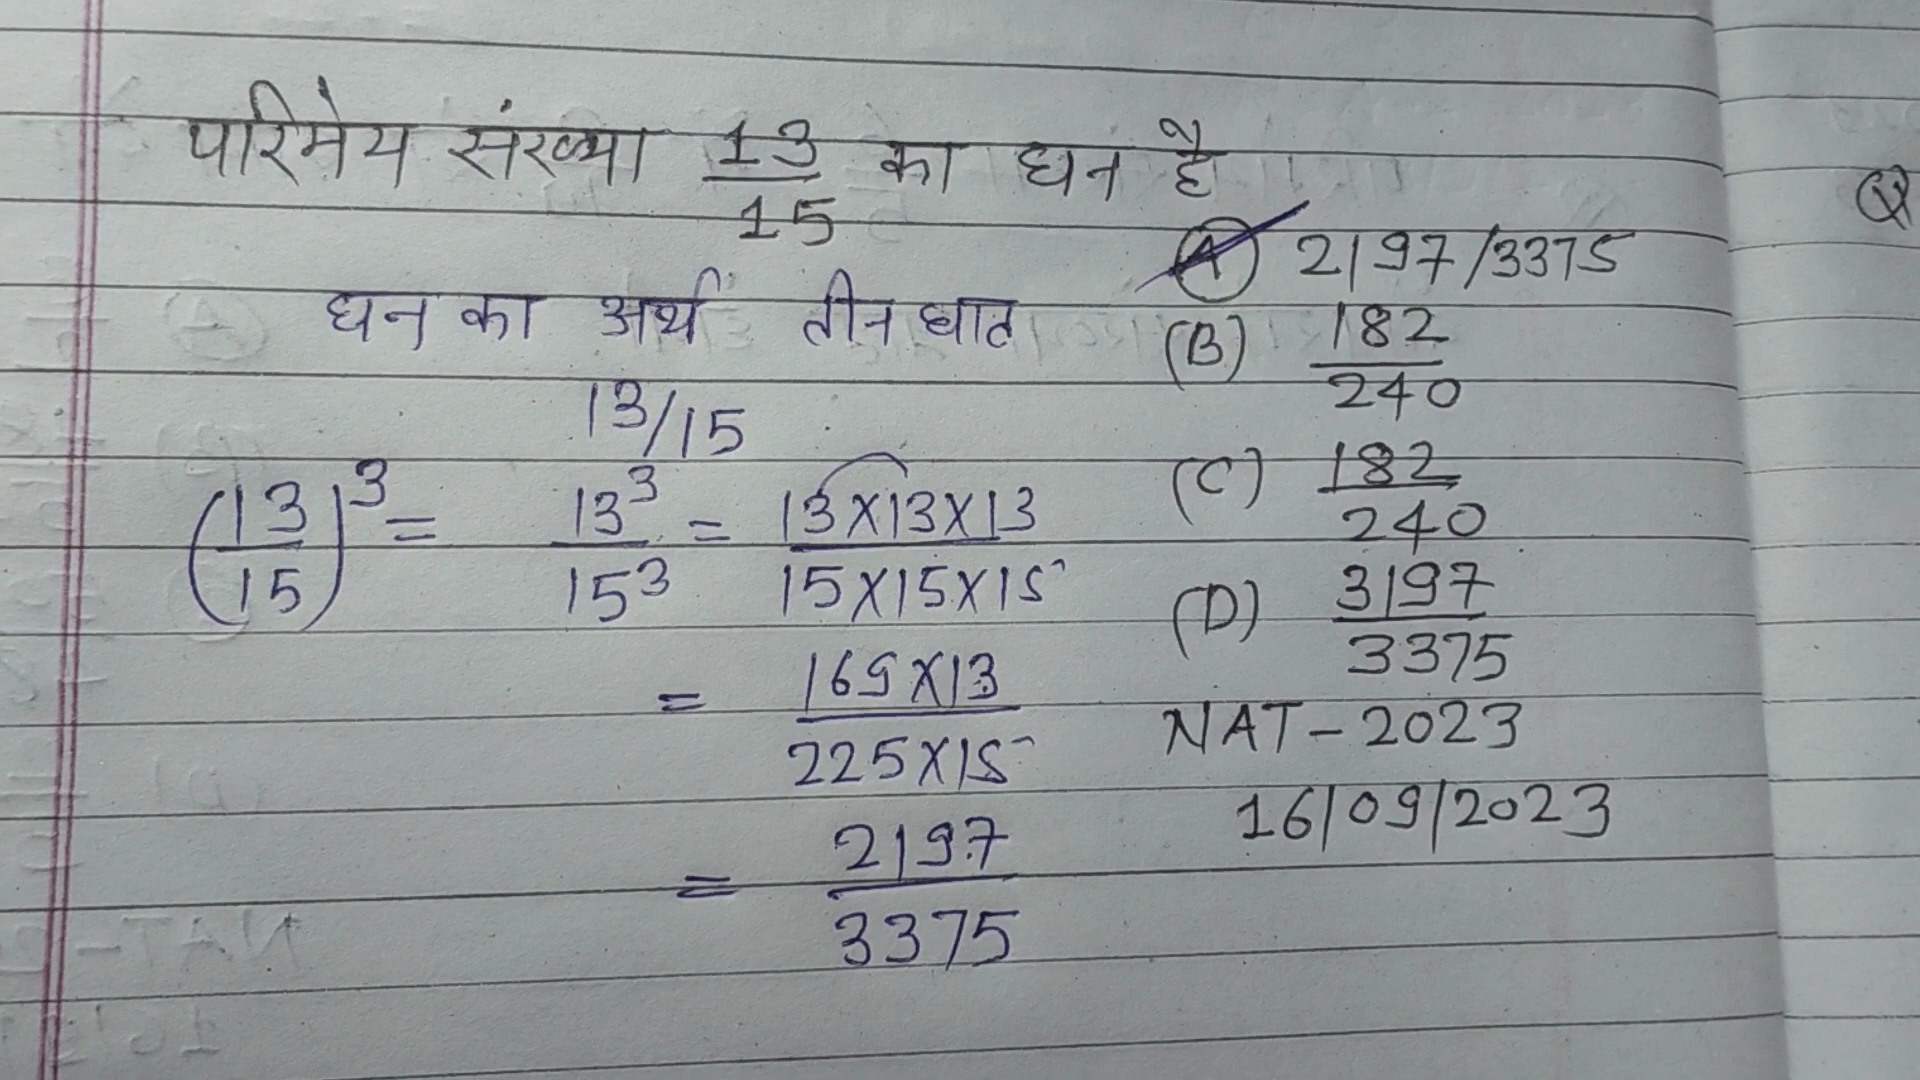 परिमेय संख्या 13/15 का घन है
(A) 2197/3375
घन का अर्थ तीन घात
(B) 182/240
13/15
(C) 182/240
(13/15)³ = 13³/15³ = 13×13×13/15×15×15
(D) 3197/3375
= 169×13/225×15
NAT-2023
16/09/2023
= 2197/3375
Q